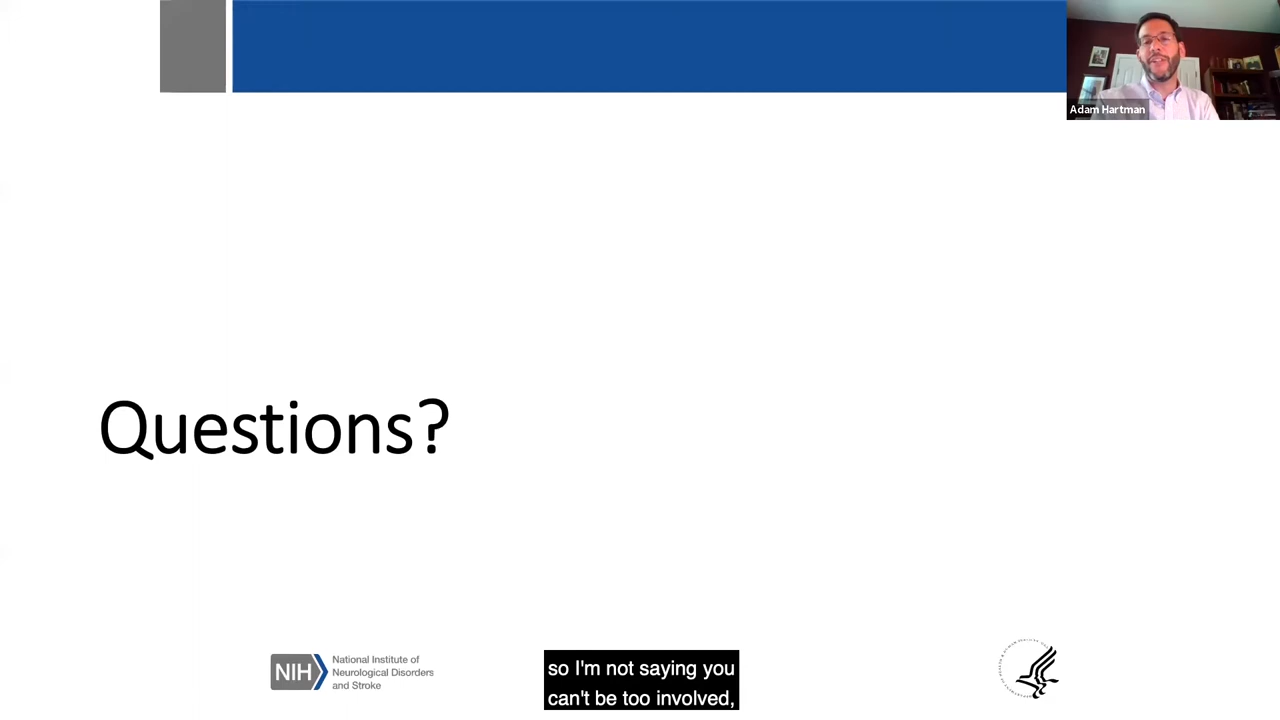 Adam Hartman
Questions?
NIH
National Institute of
Neurological Disorders
and Stroke
so I'm not saying you
can't be too involved,